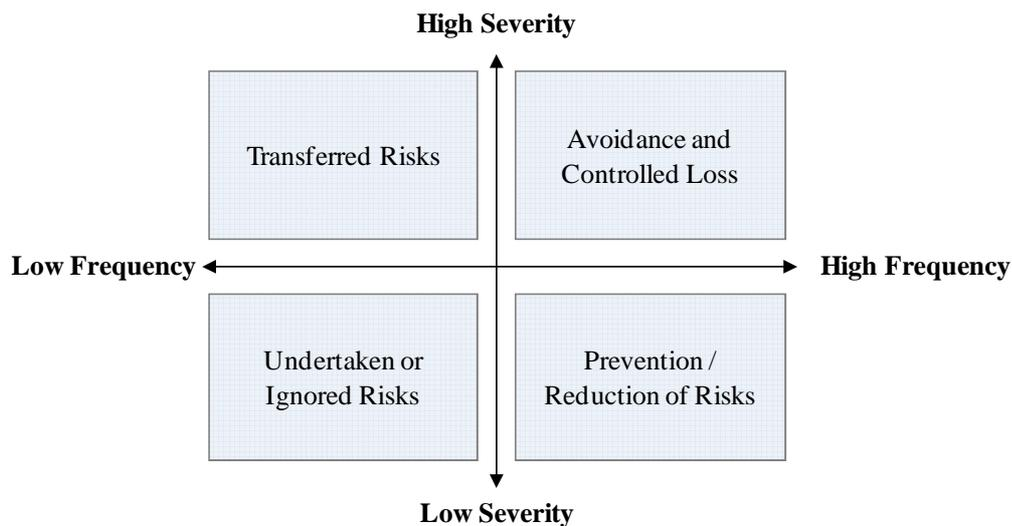 High Severity
Transferred Risks
Avoidance and
Controlled Loss
Low Frequency
High Frequency
Undertaken or
Ignored Risks
Prevention /
Reduction of Risks
Low Severity